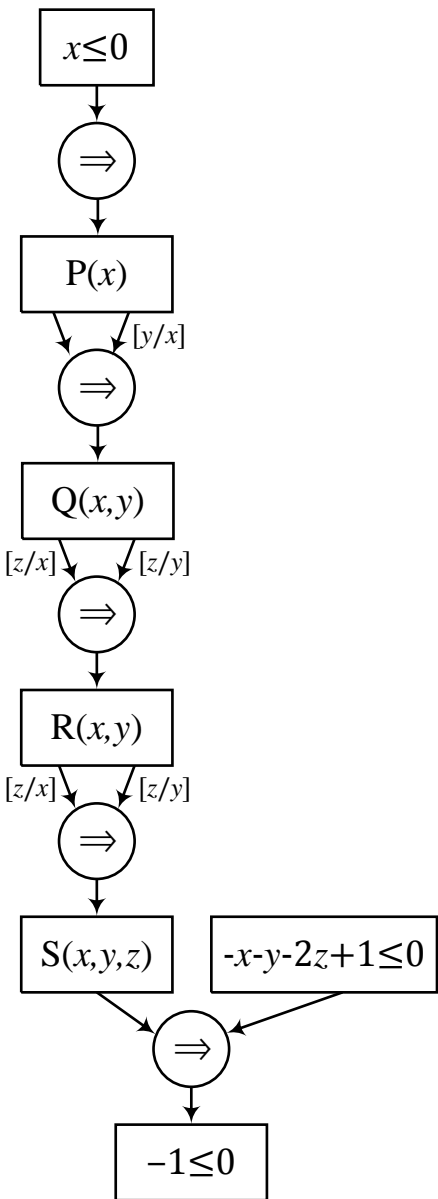 x≤0
⇒
P(x)
[y/x]
⇒
Q(x,y)
[z/x] [z/y]
⇒
R(x,y)
[z/x] [z/y]
⇒
S(x,y,z) -x-y-2z+1≤0
⇒
−1≤0